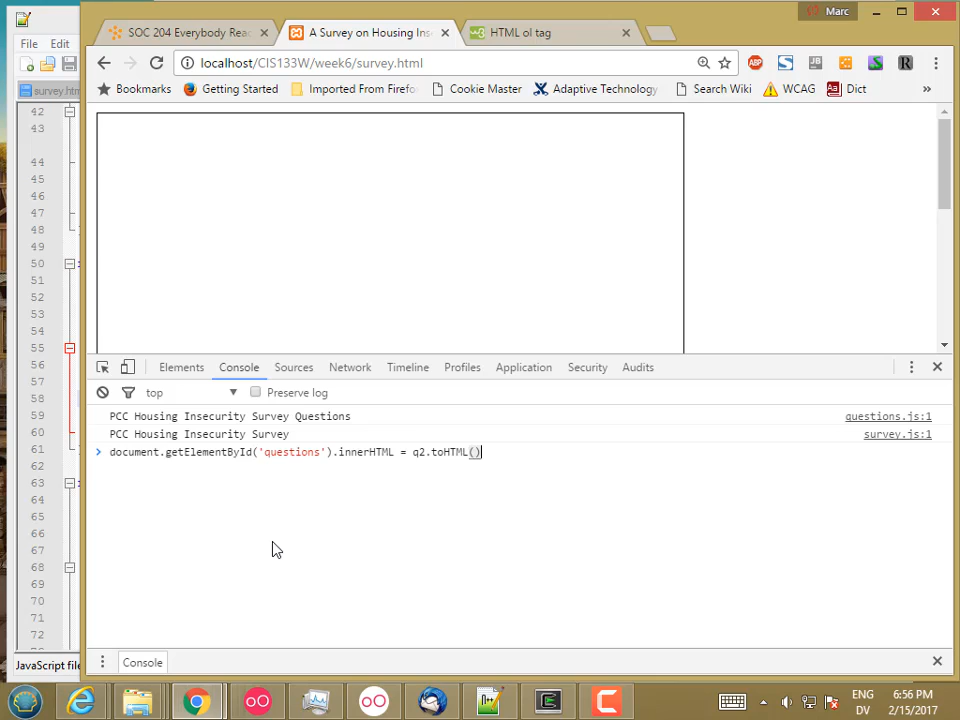 Marc
SOC 204 Everybody Rea
A Survey on Housing Ins
HTML ol tag
File Edit
localhost/CIS133W/week6/survey.html
ABP
JB
Bookmarks Getting Started Imported From Firefo Cookie Master Adaptive Technology Search Wiki WCAG Dict »
survey.htm
42
43
44
45
46
47
48
49
50
51
52
53
54
55
56
57
58
59
60
61
62
63
64
65
66
67
68
69
70
71
72
Elements Console Sources Network Timeline Profiles Application Security Audits
top Preserve log
PCC Housing Insecurity Survey Questions questions.js:1
PCC Housing Insecurity Survey survey.js:1
> document.getElementById('questions').innerHTML = q2.toHTML()
Console
JavaScript file
ENG
DV
6:56 PM
2/15/2017